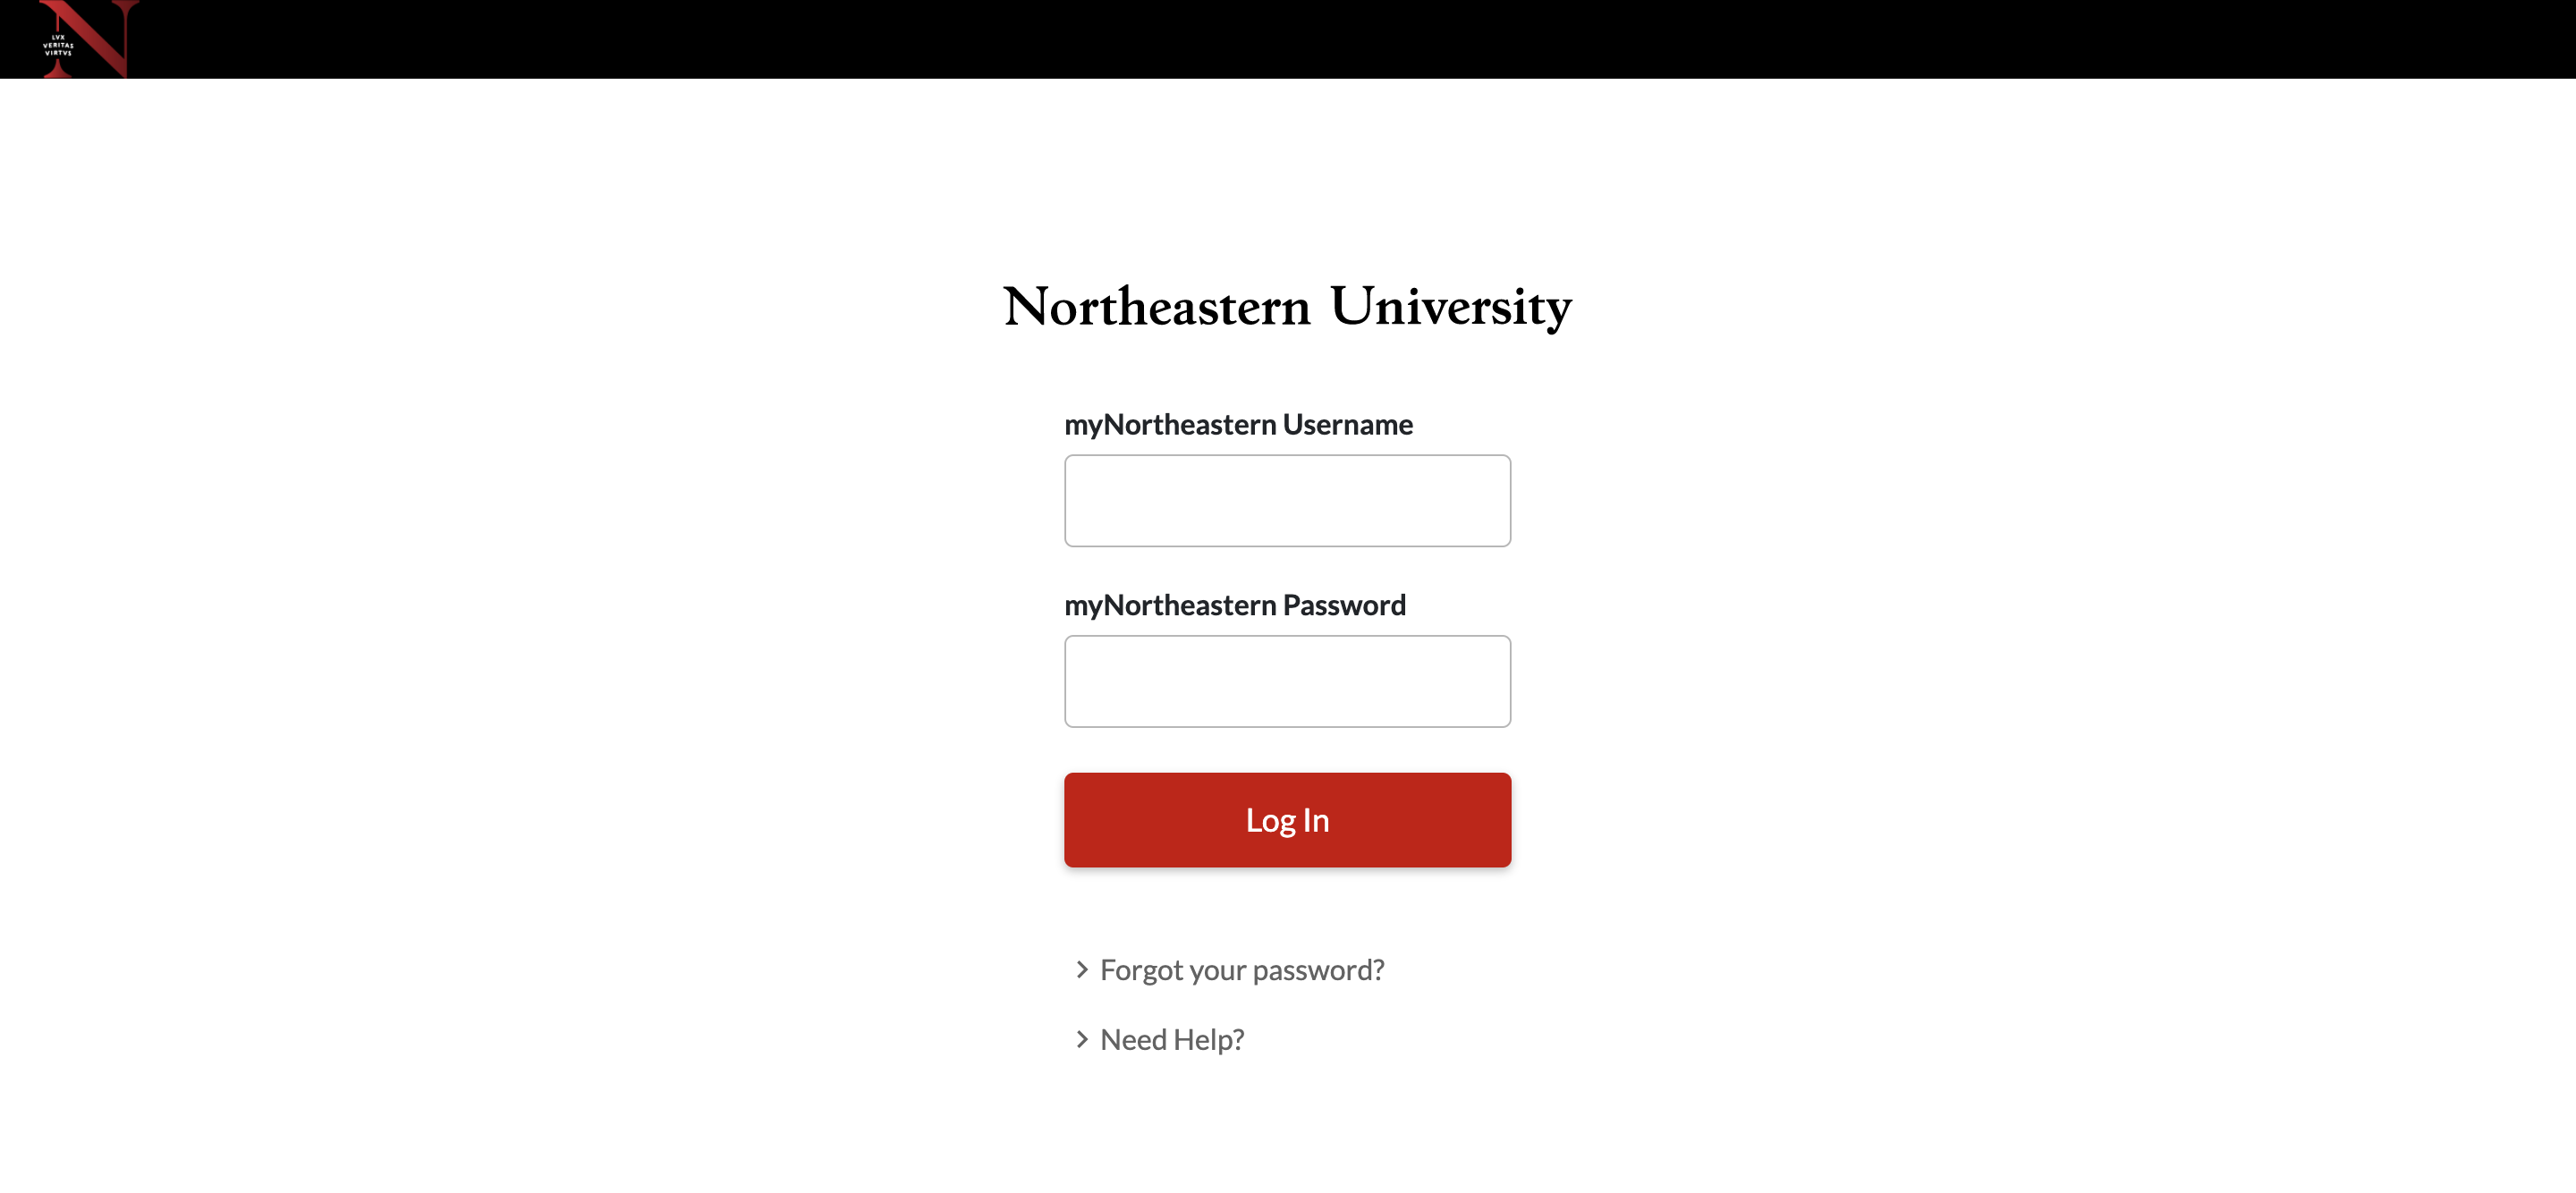 LVX
VERITAS
VIRTVS
Northeastern University
myNortheastern Username
myNortheastern Password
Log In
Forgot your password?
Need Help?